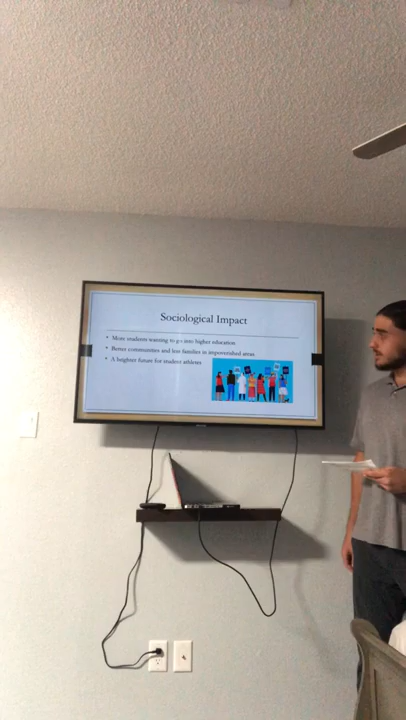 Sociological Impact
• More students wanting to go into higher education
• Better communities and less families in impoverished areas.
• A brighter future for student athletes